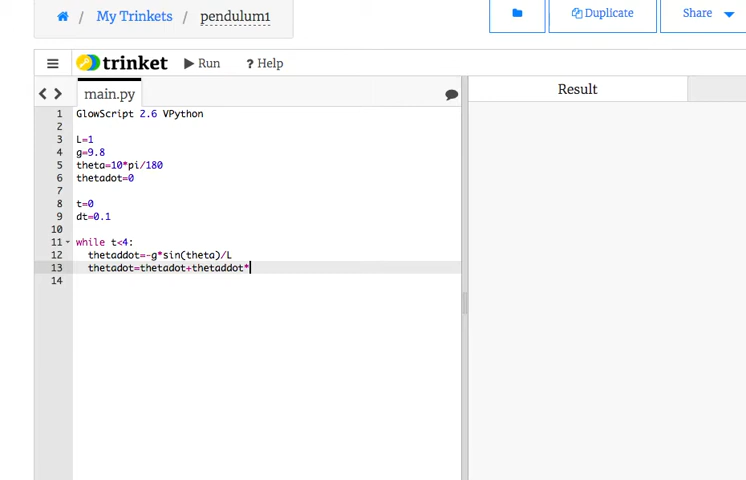 My Trinkets / pendulum1
Duplicate
Share
trinket
Run
? Help
main.py
Result
1 GlowScript 2.6 VPython
2
3 L=1
4 g=9.8
5 theta=10*pi/180
6 thetadot=0
7
8 t=0
9 dt=0.1
10
11 while t<4:
12 thetaddot=-g*sin(theta)/L
13 thetadot=thetadot+thetaddot*
14